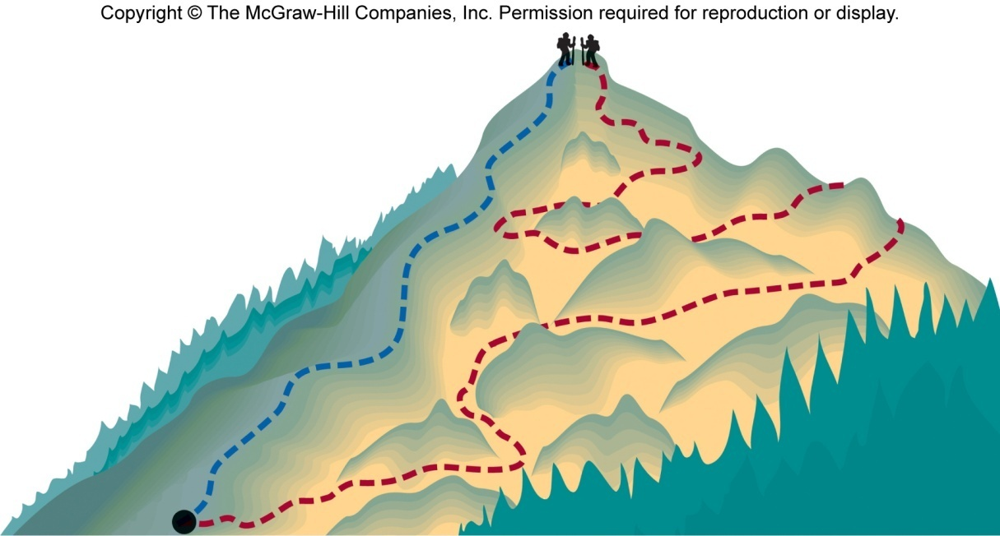 Copyright © The McGraw-Hill Companies, Inc. Permission required for reproduction or display.